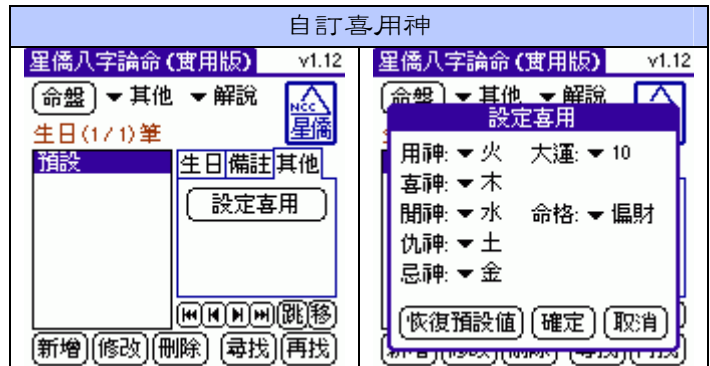 自訂喜用神
星僑八字論命(實用版) v1.12
命盤 其他 解說
NCC
星僑
生日(1/1)筆
預設
生日 備註 其他
設定喜用
跳 移
新增 修改 刪除 尋找 再找
星僑八字論命(實用版) v1.12
命盤 其他 解說
設定喜用
用神: 火 大運: 10
喜神: 木
閒神: 水 命格: 偏財
仇神: 土
忌神: 金
恢復預設值 確定 取消